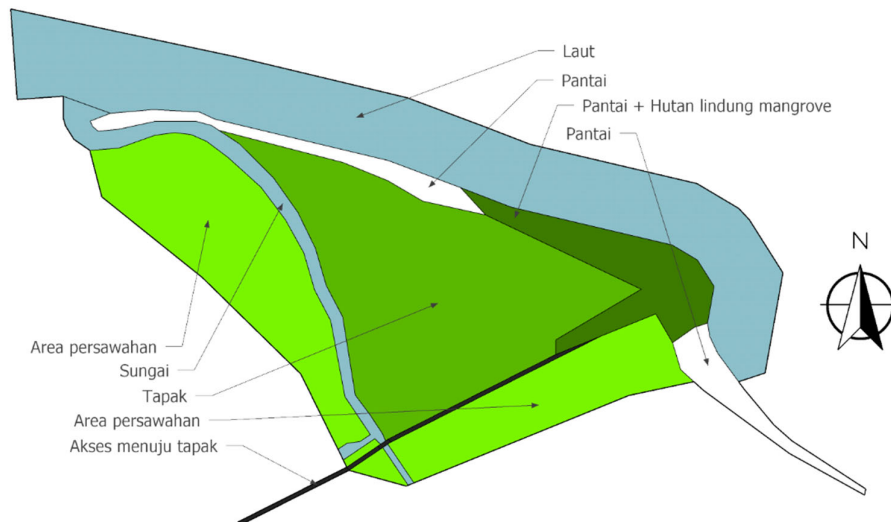 Laut
Pantai
Pantai + Hutan lindung mangrove
Pantai
N
Area persawahan
Sungai
Tapak
Area persawahan
Akses menuju tapak